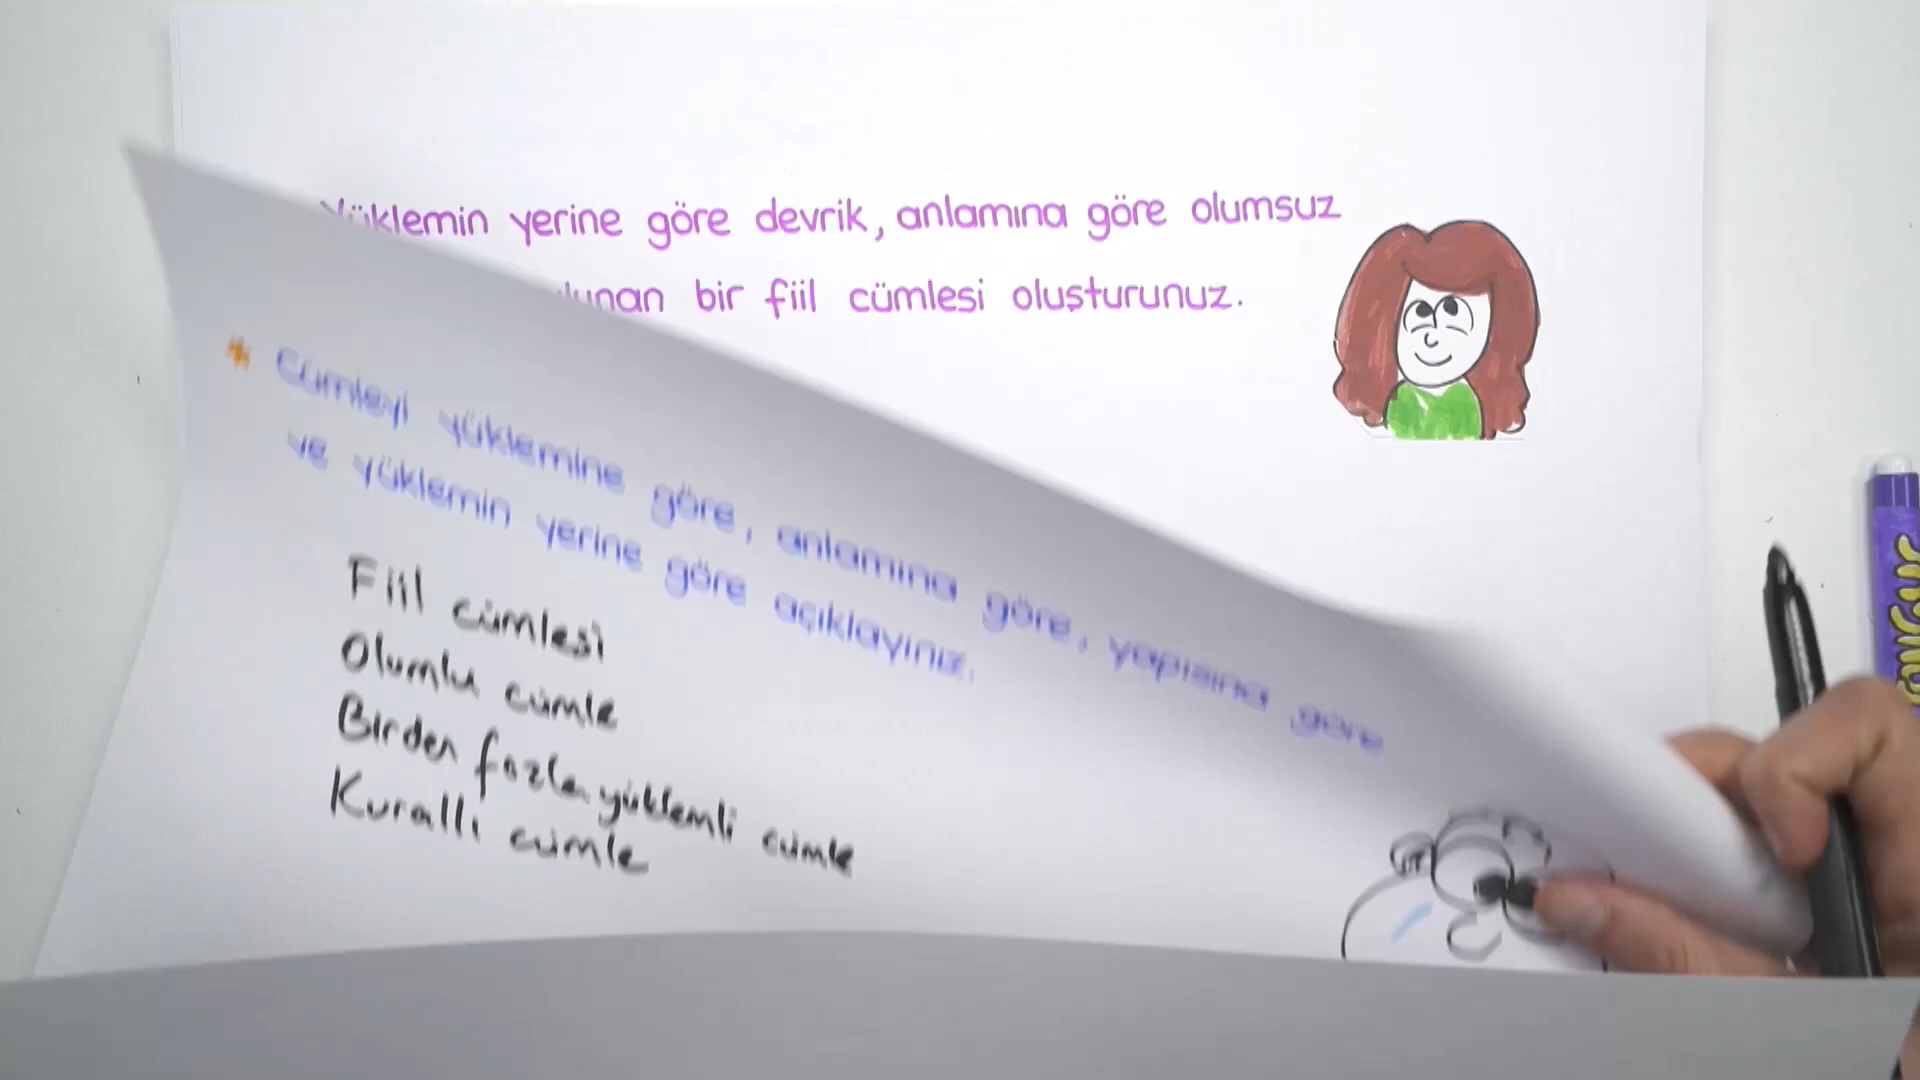 Yüklemin yerine göre devrik, anlamına göre olumsuz
bir fiil cümlesi oluşturunuz.
* Cümleyi yüklemine göre, anlamına göre, yapısına göre
ve yüklemin yerine göre açıklayınız.
Fiil cümlesi
Olumlu cümle
Birden fazla yüklemli cümle
Kurallı cümle